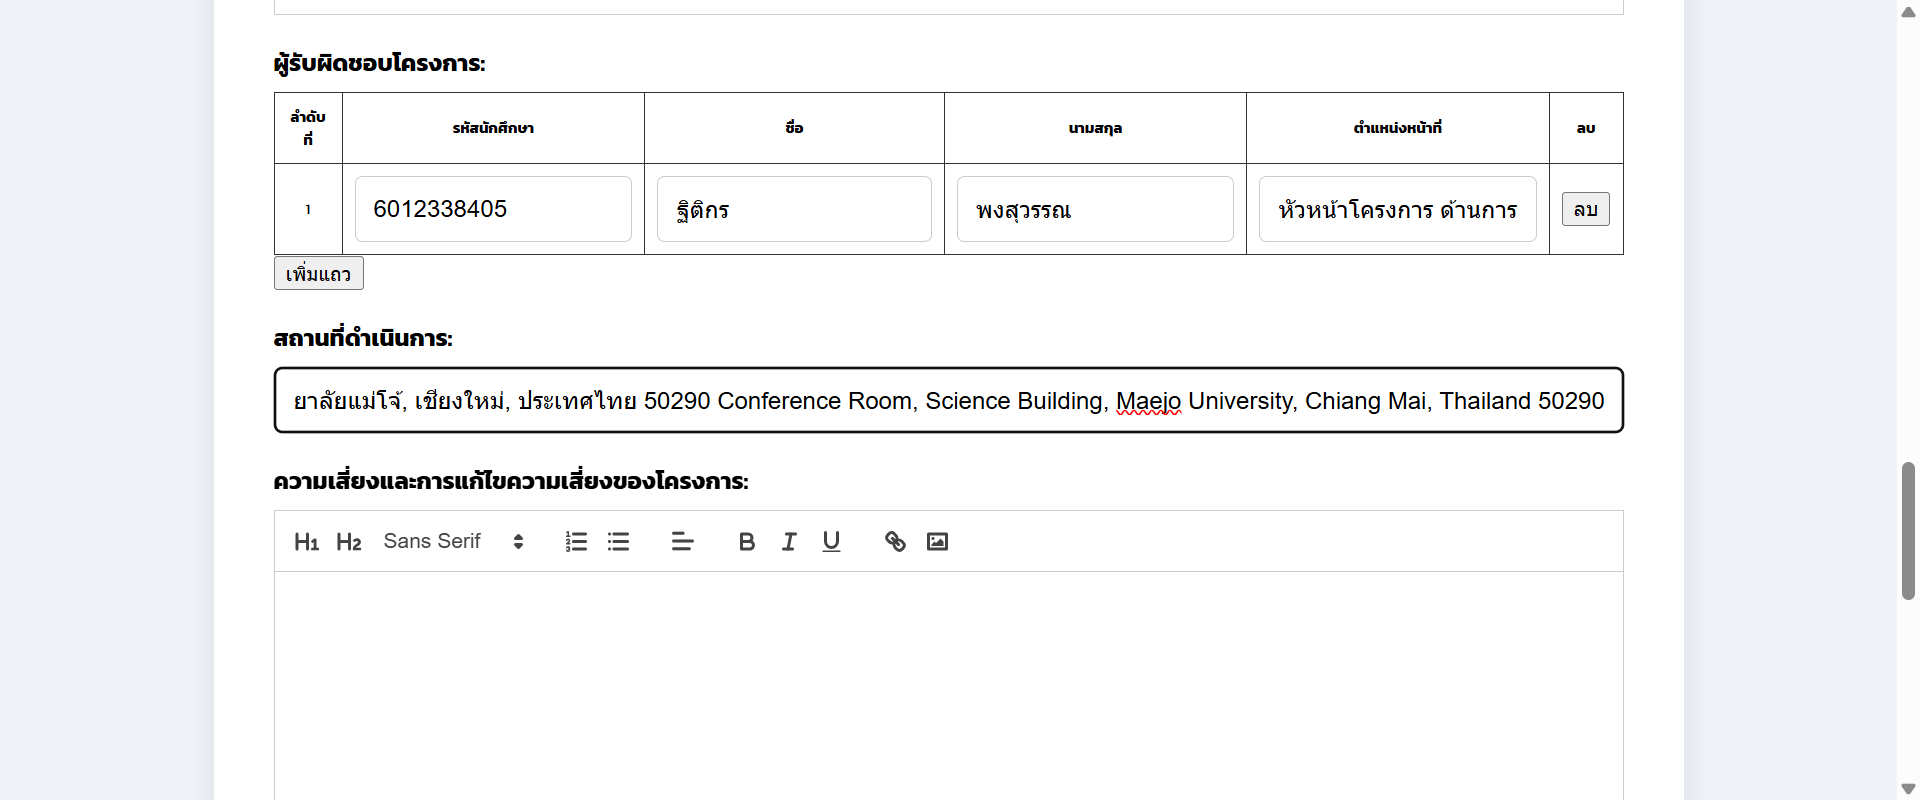 ผู้รับผิดชอบโครงการ:
ลำดับ
ที่
รหัสนักศึกษา
ชื่อ
นามสกุล
ตำแหน่งหน้าที่
ลบ
1
6012338405
ฐิติกร
พงสุวรรณ
หัวหน้าโครงการ ด้านการ
ลบ
เพิ่มแถว
สถานที่ดำเนินการ:
ยาลัยแม่โจ้, เชียงใหม่, ประเทศไทย 50290 Conference Room, Science Building, Maejo University, Chiang Mai, Thailand 50290
ความเสี่ยงและการแก้ไขความเสี่ยงของโครงการ:
H1 H2 Sans Serif B I U